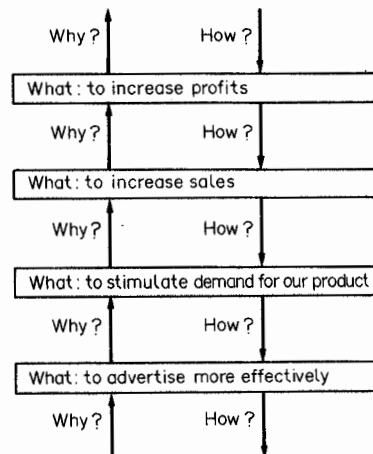 Why? How?
What: to increase profits
Why? How?
What: to increase sales
Why? How?
What: to stimulate demand for our product
Why? How?
What: to advertise more effectively
Why? How?